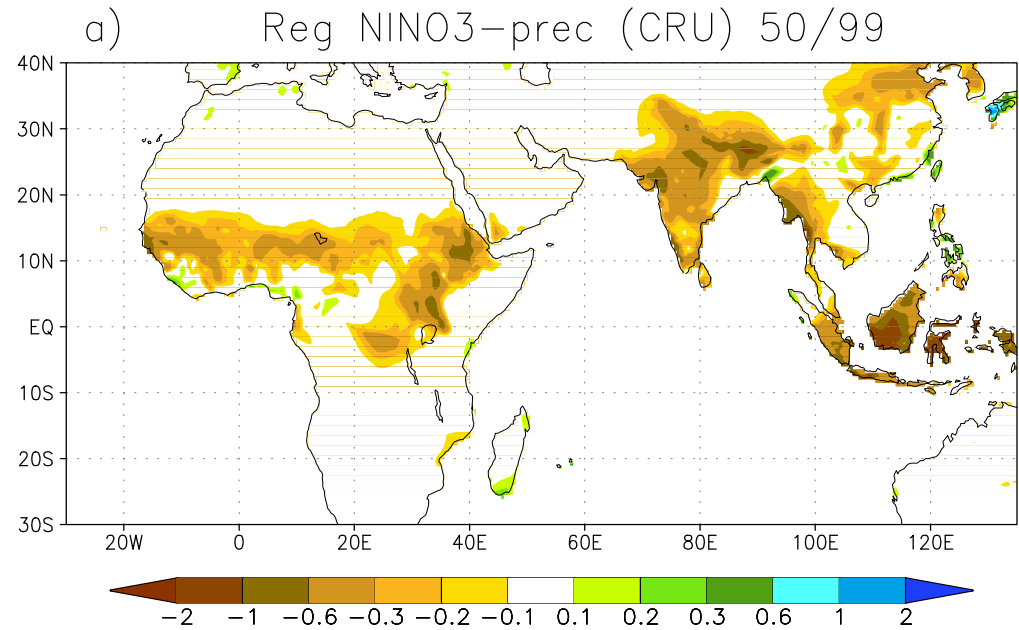 a) Reg NINO3-prec (CRU) 50/99
40N
30N
20N
10N
EQ
10S
20S
30S
20W 0 20E 40E 60E 80E 100E 120E
-2 -1 -0.6 -0.3 -0.2 -0.1 0.1 0.2 0.3 0.6 1 2